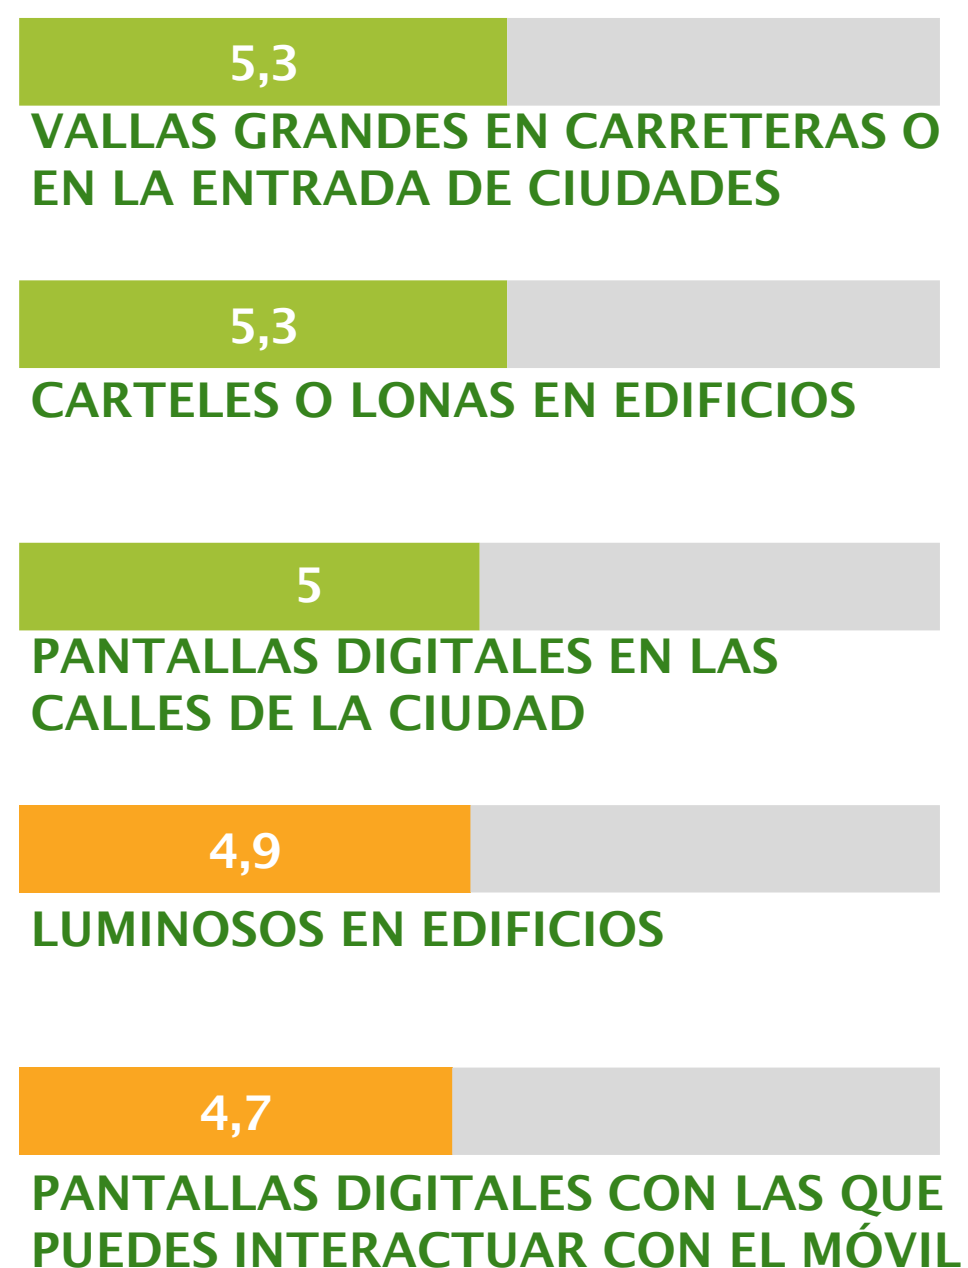 5,3
VALLAS GRANDES EN CARRETERAS O
EN LA ENTRADA DE CIUDADES
5,3
CARTELES O LONAS EN EDIFICIOS
5
PANTALLAS DIGITALES EN LAS
CALLES DE LA CIUDAD
4,9
LUMINOSOS EN EDIFICIOS
4,7
PANTALLAS DIGITALES CON LAS QUE
PUEDES INTERACTUAR CON EL MÓVIL